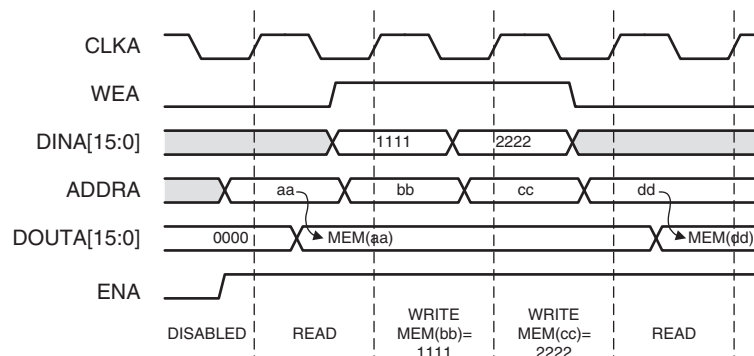 CLKA
WEA
DINA[15:0] 1111 2222
ADDRA aa bb cc dd
DOUTA[15:0] 0000 MEM(aa) MEM(dd)
ENA
DISABLED READ WRITE MEM(bb)= 1111 WRITE MEM(cc)= 2222 READ